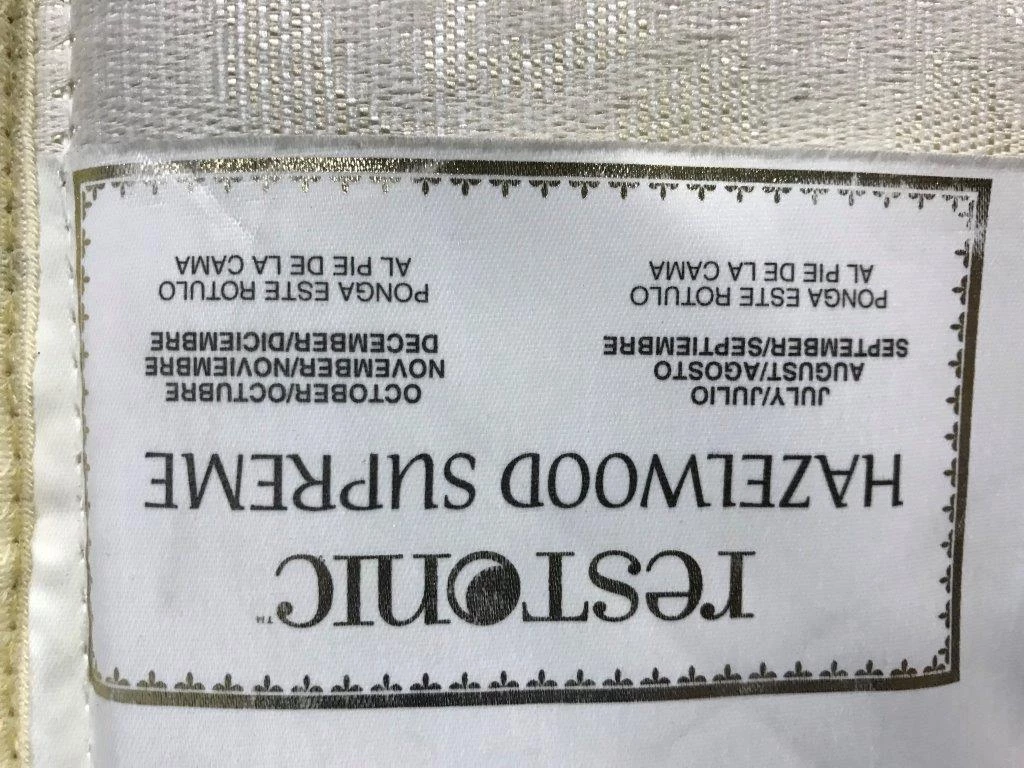 resTonic™
HAZELWOOD SUPREME
JULY/JULIO
AUGUST/AGOSTO
SEPTEMBER/SEPTIEMBRE
PONGA ESTE ROTULO
AL PIE DE LA CAMA
OCTOBER/OCTUBRE
NOVEMBER/NOVIEMBRE
DECEMBER/DICIEMBRE
PONGA ESTE ROTULO
AL PIE DE LA CAMA